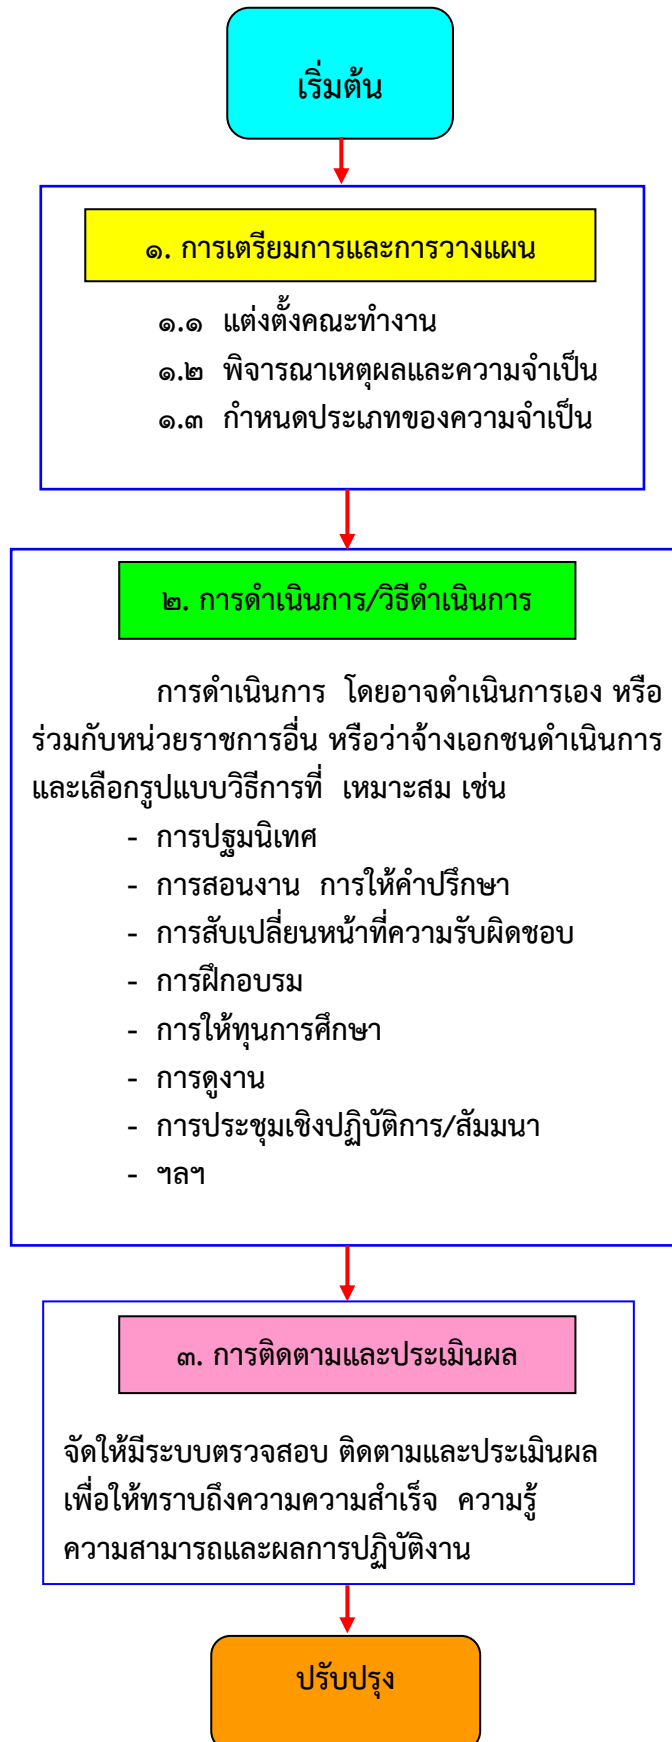 เริ่มต้น
๑. การเตรียมการและการวางแผน
๑.๑ แต่งตั้งคณะทำงาน
๑.๒ พิจารณาเหตุผลและความจำเป็น
๑.๓ กำหนดประเภทของความจำเป็น
๒. การดำเนินการ/วิธีดำเนินการ
การดำเนินการ โดยอาจดำเนินการเอง หรือ
ร่วมกับหน่วยราชการอื่น หรือว่าจ้างเอกชนดำเนินการ
และเลือกรูปแบบวิธีการที่ เหมาะสม เช่น
- การปฐมนิเทศ
- การสอนงาน การให้คำปรึกษา
- การสับเปลี่ยนหน้าที่ความรับผิดชอบ
- การฝึกอบรม
- การให้ทุนการศึกษา
- การดูงาน
- การประชุมเชิงปฏิบัติการ/สัมมนา
- ฯลฯ
๓. การติดตามและประเมินผล
จัดให้มีระบบตรวจสอบ ติดตามและประเมินผล
เพื่อให้ทราบถึงความความสำเร็จ ความรู้
ความสามารถและผลการปฏิบัติงาน
ปรับปรุง